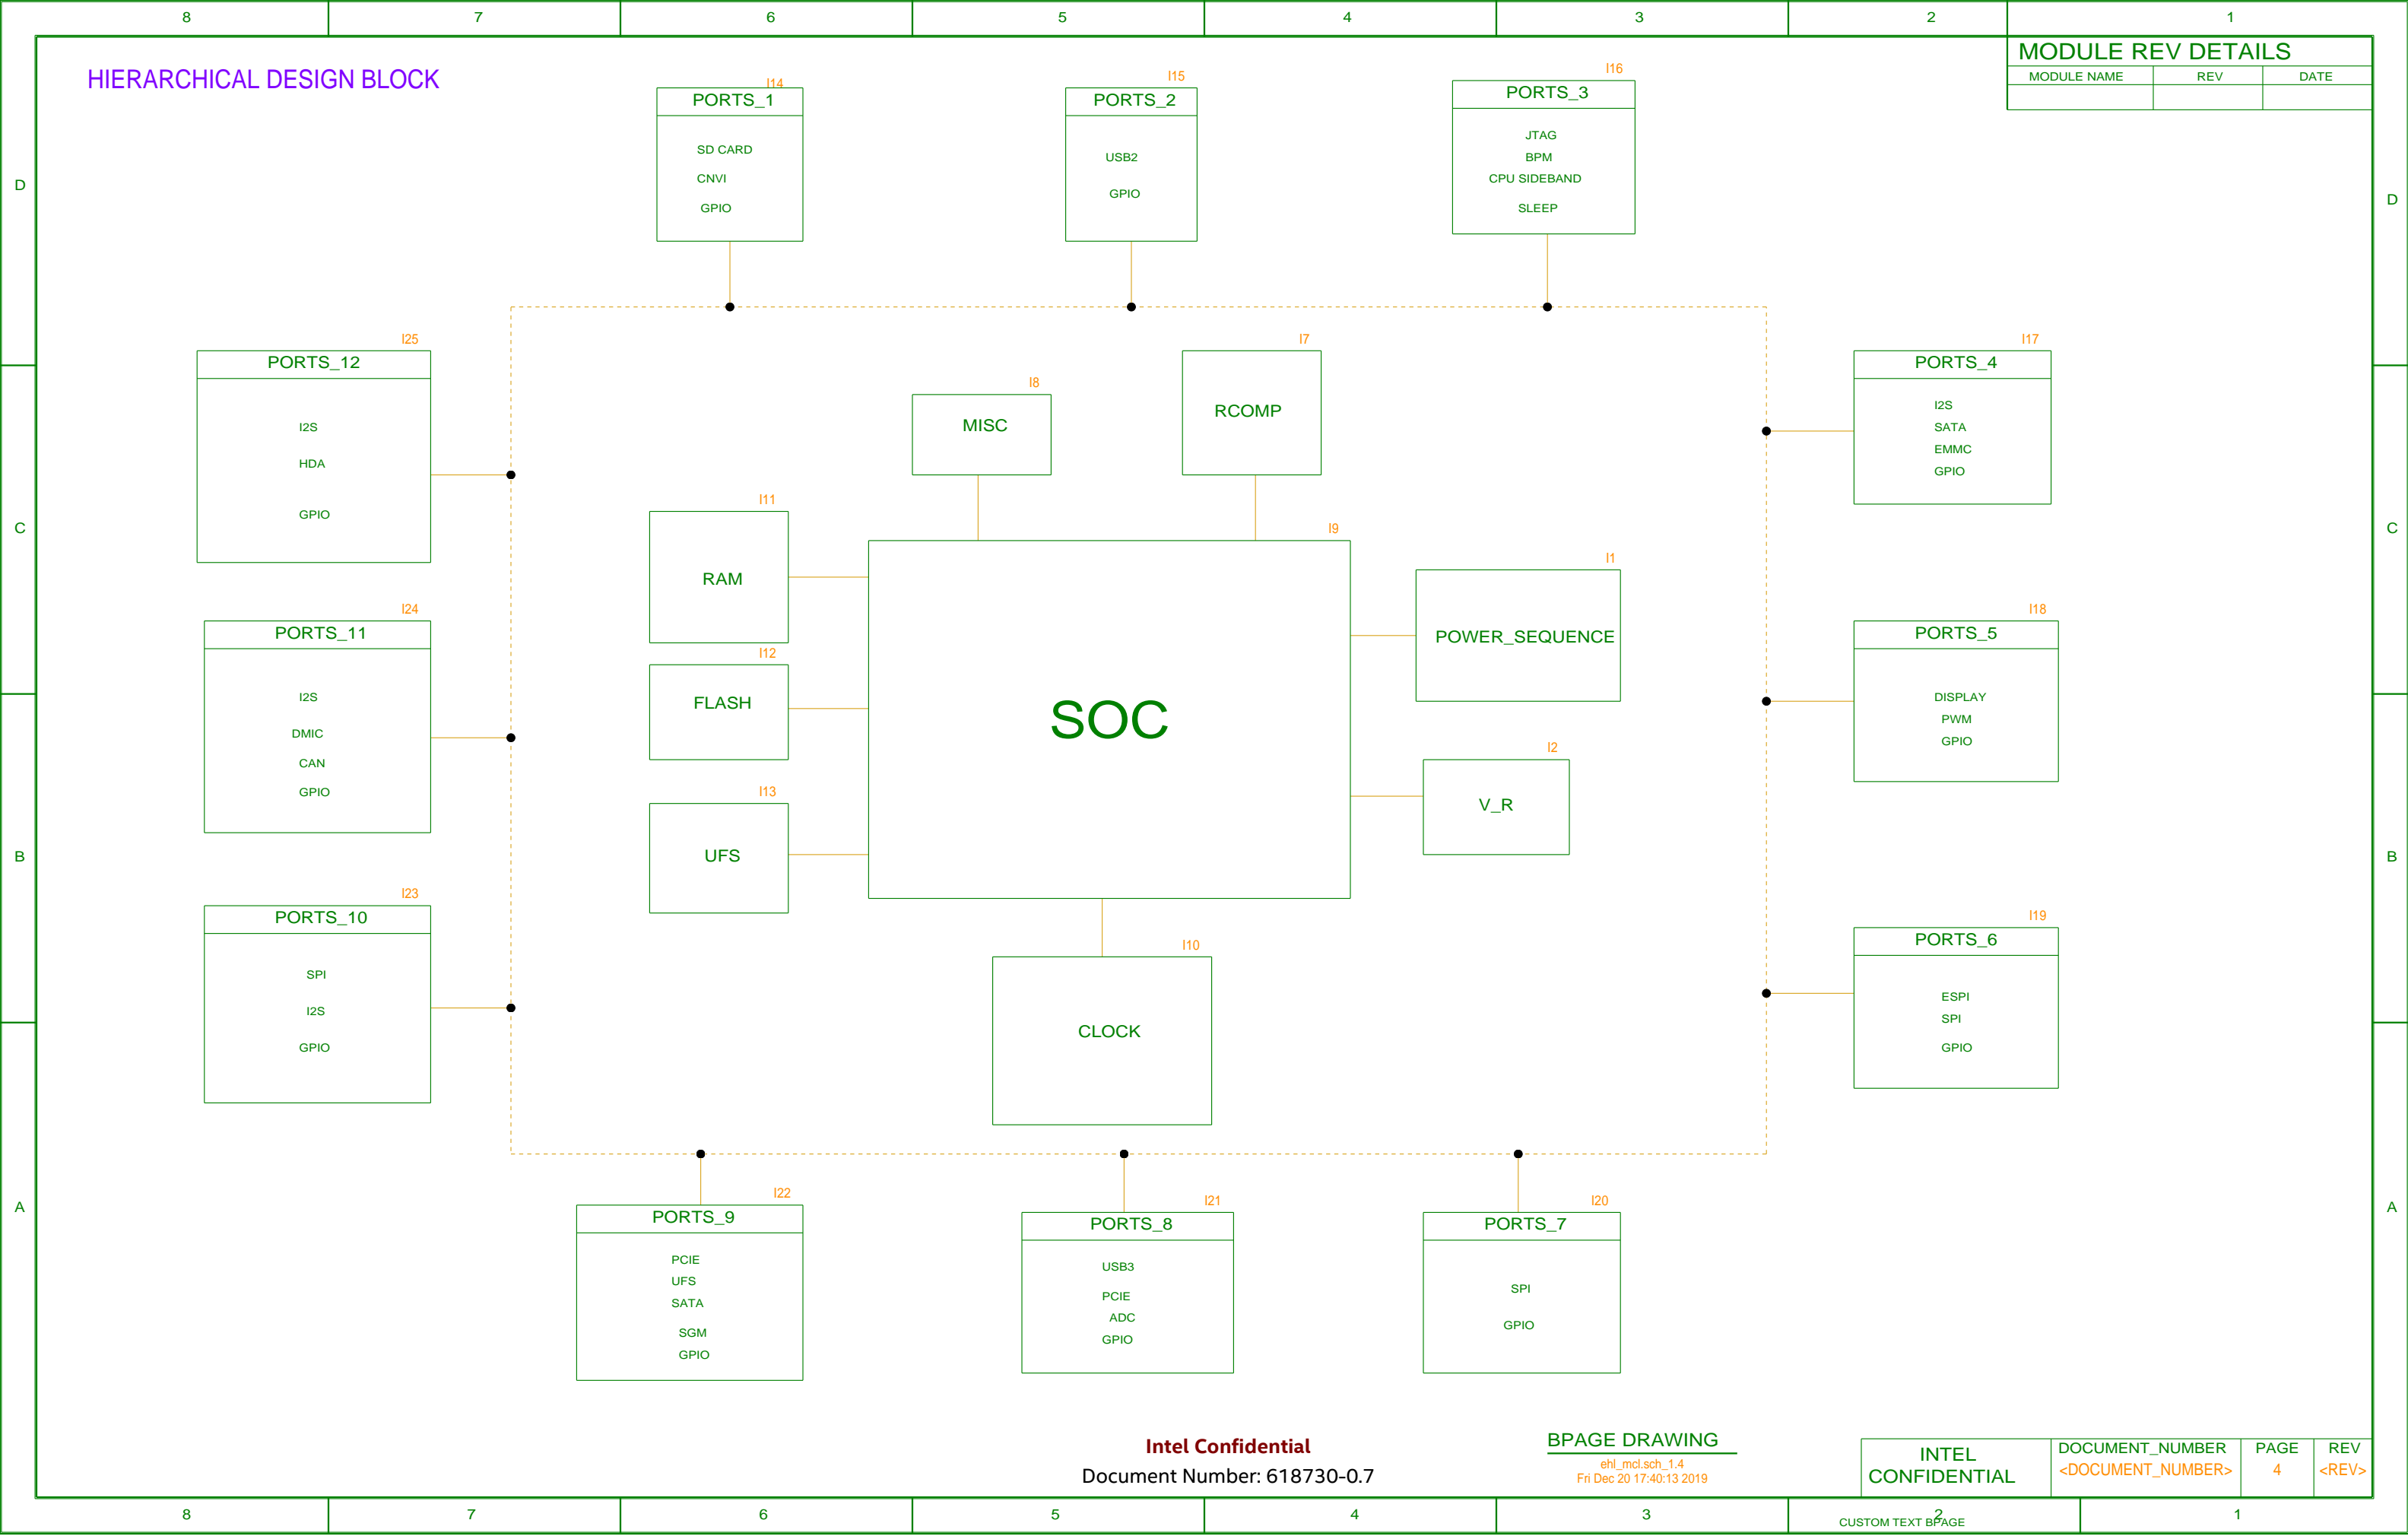 8 7 6 5 4 3 2 1
MODULE REV DETAILS
MODULE NAME REV DATE
HIERARCHICAL DESIGN BLOCK
I14
PORTS_1
SD CARD
CNVI
GPIO
I15
PORTS_2
USB2
GPIO
I16
PORTS_3
JTAG
BPM
CPU SIDEBAND
SLEEP
D
D
I25
PORTS_12
I2S
HDA
GPIO
I8
MISC
I7
RCOMP
I17
PORTS_4
I2S
SATA
EMMC
GPIO
C
C
I11
RAM
I9
SOC
I1
POWER_SEQUENCE
I24
PORTS_11
I2S
DMIC
CAN
GPIO
I12
FLASH
I18
PORTS_5
DISPLAY
PWM
GPIO
I13
UFS
I2
V_R
B
B
I23
PORTS_10
SPI
I2S
GPIO
I10
CLOCK
I19
PORTS_6
ESPI
SPI
GPIO
A
A
I22
PORTS_9
PCIE
UFS
SATA
SGM
GPIO
I21
PORTS_8
USB3
PCIE
ADC
GPIO
I20
PORTS_7
SPI
GPIO
Intel Confidential
Document Number: 618730-0.7
BPAGE DRAWING
ehl_mcl.sch_1.4
Fri Dec 20 17:40:13 2019
INTEL
CONFIDENTIAL
DOCUMENT_NUMBER PAGE REV
<DOCUMENT_NUMBER> 4 <REV>
8 7 6 5 4 3 2 1
CUSTOM TEXT BPAGE